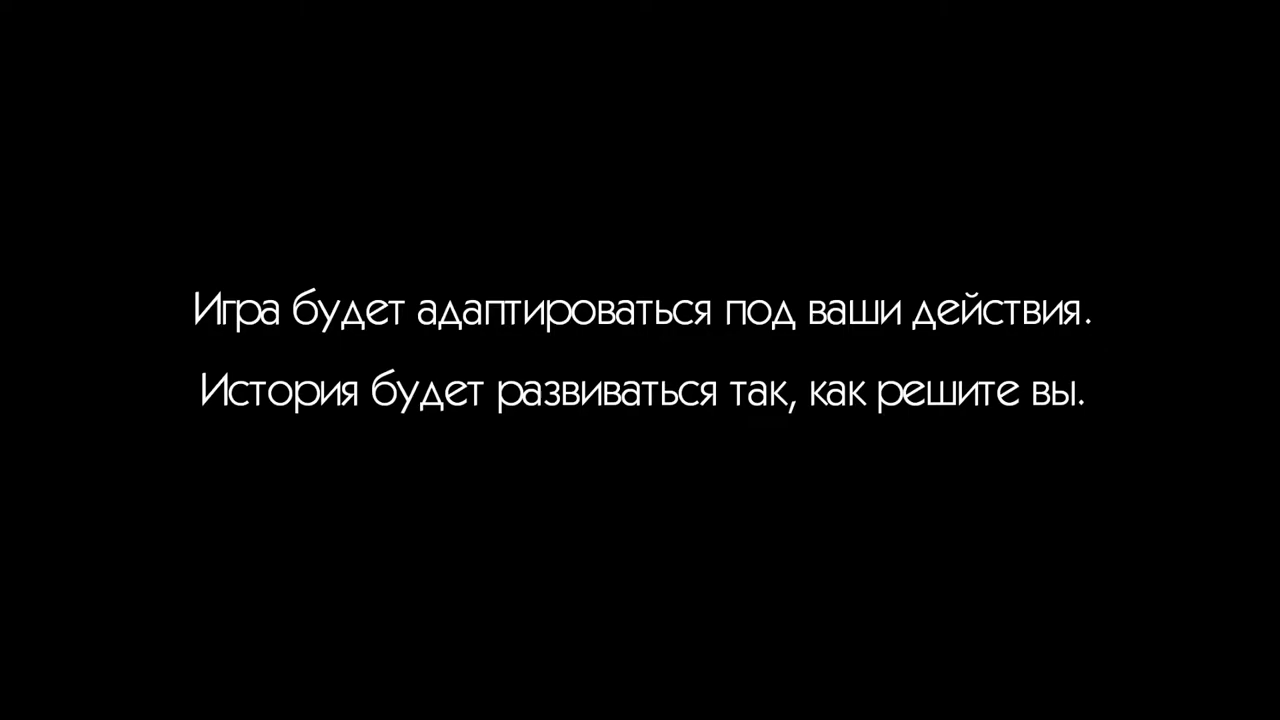 Игра будет адаптироваться под ваши действия.
История будет развиваться так, как решите вы.